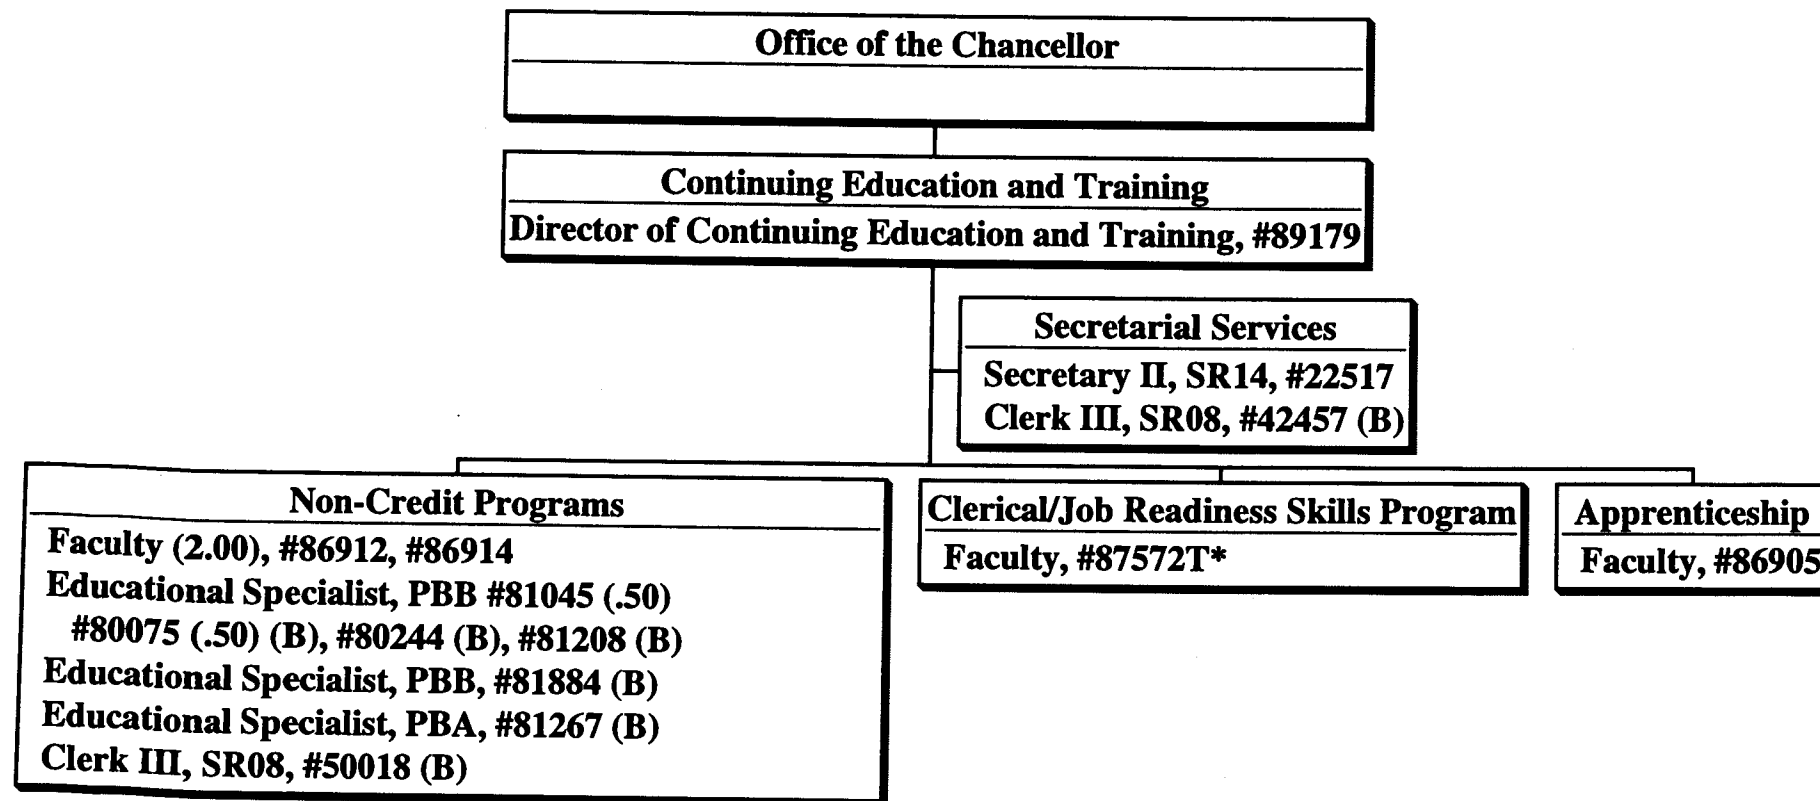 Office of the Chancellor
Continuing Education and Training
Director of Continuing Education and Training, #89179
Secretarial Services
Secretary II, SR14, #22517
Clerk III, SR08, #42457 (B)
Non-Credit Programs
Faculty (2.00), #86912, #86914
Educational Specialist, PBB #81045 (.50)
#80075 (.50) (B), #80244 (B), #81208 (B)
Educational Specialist, PBB, #81884 (B)
Educational Specialist, PBA, #81267 (B)
Clerk III, SR08, #50018 (B)
Clerical/Job Readiness Skills Program
Faculty, #87572T*
Apprenticeship
Faculty, #86905